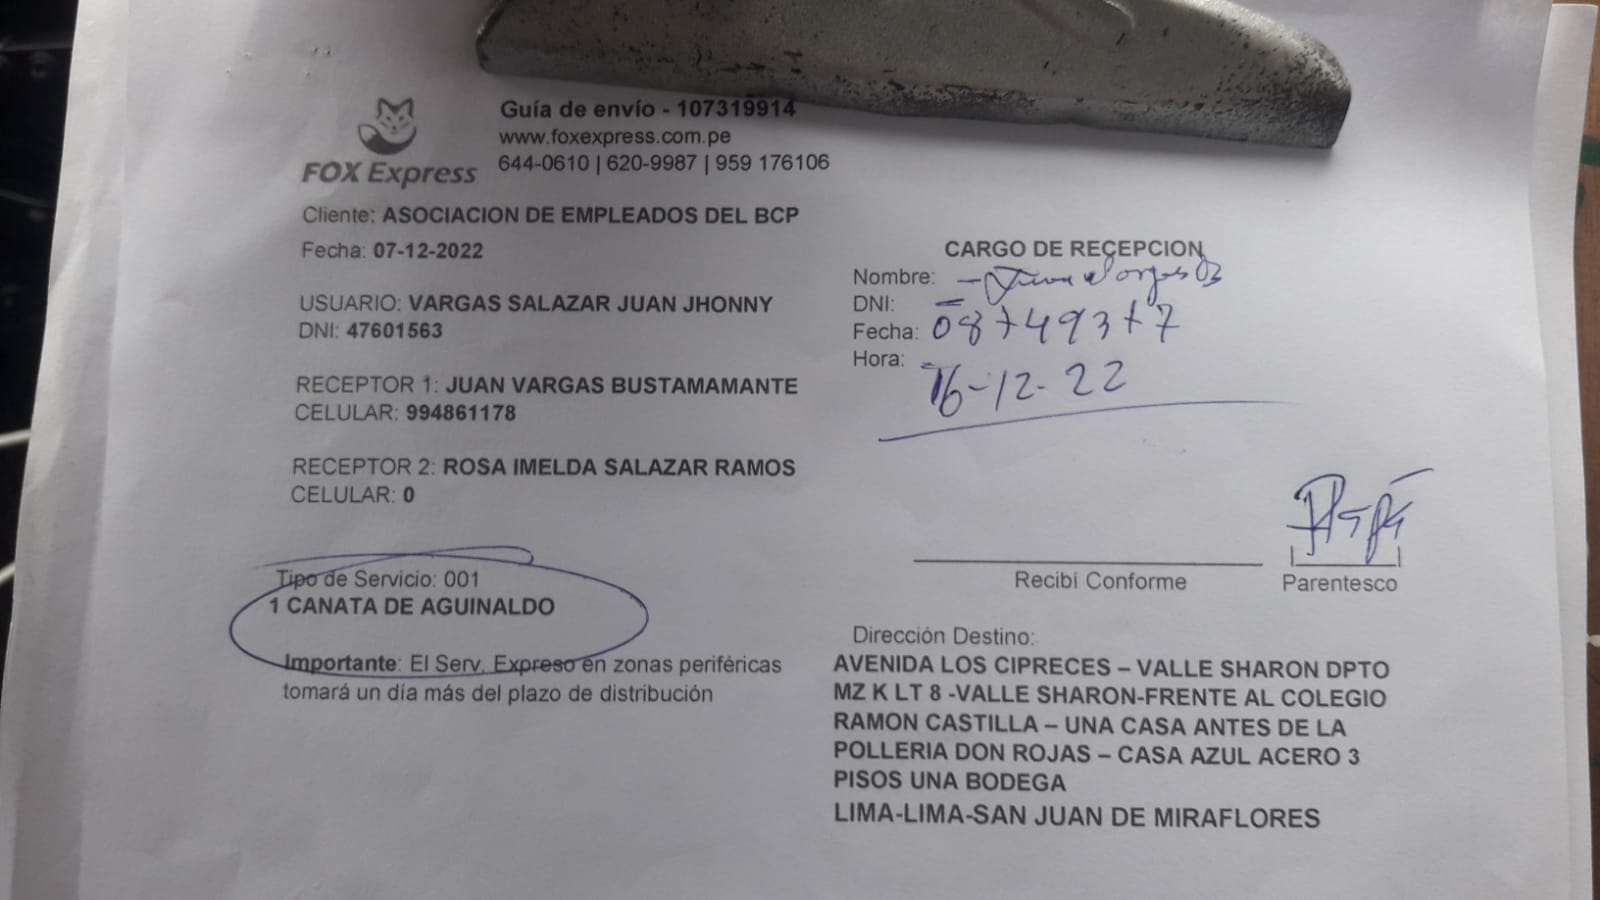 FOX Express
Guía de envío - 107319914
www.foxexpress.com.pe
644-0610 | 620-9987 | 959 176106
Cliente: ASOCIACION DE EMPLEADOS DEL BCP
Fecha: 07-12-2022
USUARIO: VARGAS SALAZAR JUAN JHONNY
DNI: 47601563
RECEPTOR 1: JUAN VARGAS BUSTAMAMANTE
CELULAR: 994861178
RECEPTOR 2: ROSA IMELDA SALAZAR RAMOS
CELULAR: 0
Tipo de Servicio: 001
1 CANATA DE AGUINALDO
Importante: El Serv. Expreso en zonas periféricas
tomará un día más del plazo de distribución
CARGO DE RECEPCION
Nombre: Juan Vargas
DNI:
Fecha:
Hora:
16-12-22
Recibí Conforme
Parentesco
Dirección Destino:
AVENIDA LOS CIPRECES – VALLE SHARON DPTO
MZ K LT 8 -VALLE SHARON-FRENTE AL COLEGIO
RAMON CASTILLA – UNA CASA ANTES DE LA
POLLERIA DON ROJAS – CASA AZUL ACERO 3
PISOS UNA BODEGA
LIMA-LIMA-SAN JUAN DE MIRAFLORES